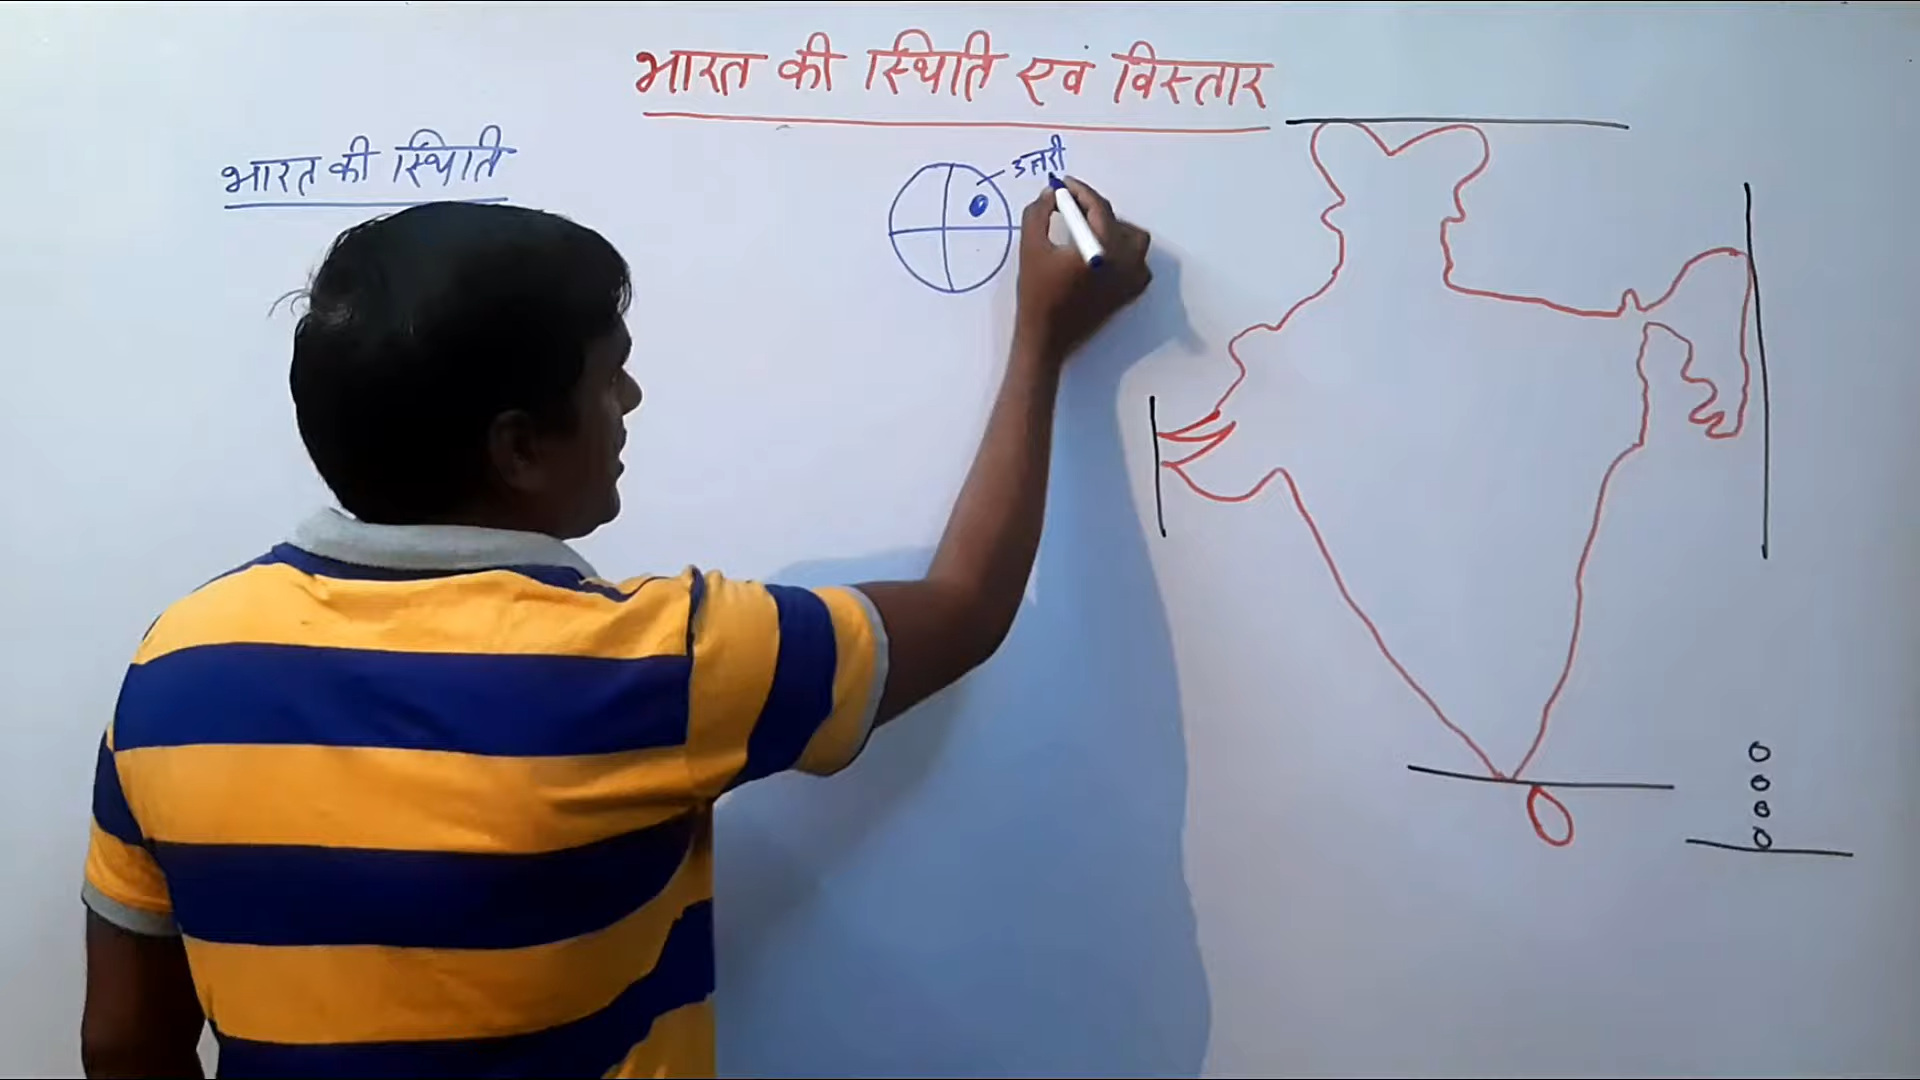 भारत की स्थिति एवं विस्तार
भारत की स्थिति
उत्तरी